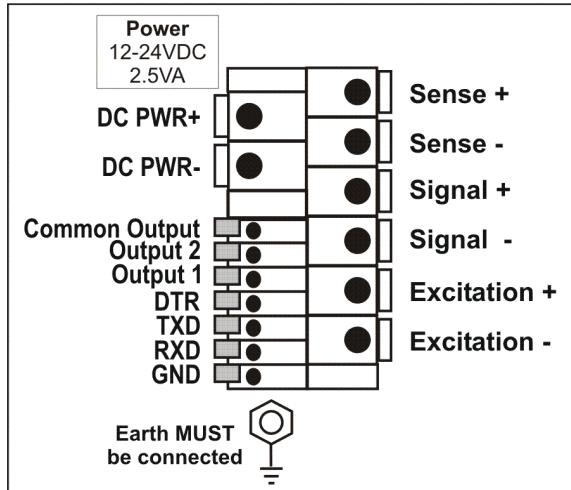 Power
12-24VDC
2.5VA
DC PWR+
DC PWR-
Common Output
Output 2
Output 1
DTR
TXD
RXD
GND
Sense +
Sense -
Signal +
Signal -
Excitation +
Excitation -
Earth MUST
be connected